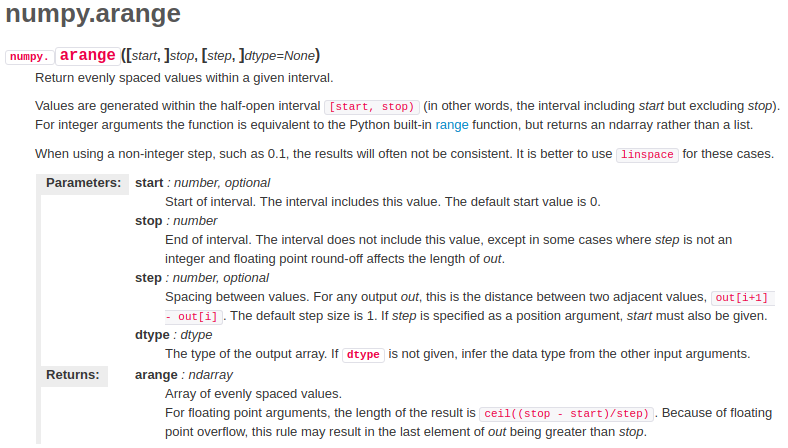 numpy.arange
numpy. arange([start, ]stop, [step, ]dtype=None)
Return evenly spaced values within a given interval.
Values are generated within the half-open interval [start, stop) (in other words, the interval including start but excluding stop).
For integer arguments the function is equivalent to the Python built-in range function, but returns an ndarray rather than a list.
When using a non-integer step, such as 0.1, the results will often not be consistent. It is better to use linspace for these cases.
Parameters: start : number, optional
Start of interval. The interval includes this value. The default start value is 0.
stop : number
End of interval. The interval does not include this value, except in some cases where step is not an
integer and floating point round-off affects the length of out.
step : number, optional
Spacing between values. For any output out, this is the distance between two adjacent values, out[i+1]
- out[i]. The default step size is 1. If step is specified as a position argument, start must also be given.
dtype : dtype
The type of the output array. If dtype is not given, infer the data type from the other input arguments.
Returns: arange : ndarray
Array of evenly spaced values.
For floating point arguments, the length of the result is ceil((stop - start)/step). Because of floating
point overflow, this rule may result in the last element of out being greater than stop.